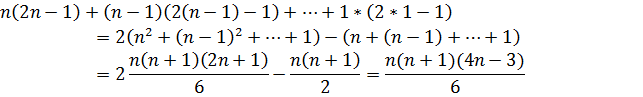 n(2n − 1) + (n − 1)(2(n − 1) − 1) + ⋯ + 1 ∗ (2 ∗ 1 − 1)
= 2(n² + (n − 1)² + ⋯ + 1) − (n + (n − 1) + ⋯ + 1)
= 2 n(n + 1)(2n + 1)/6 − n(n + 1)/2 = n(n + 1)(4n − 3)/6